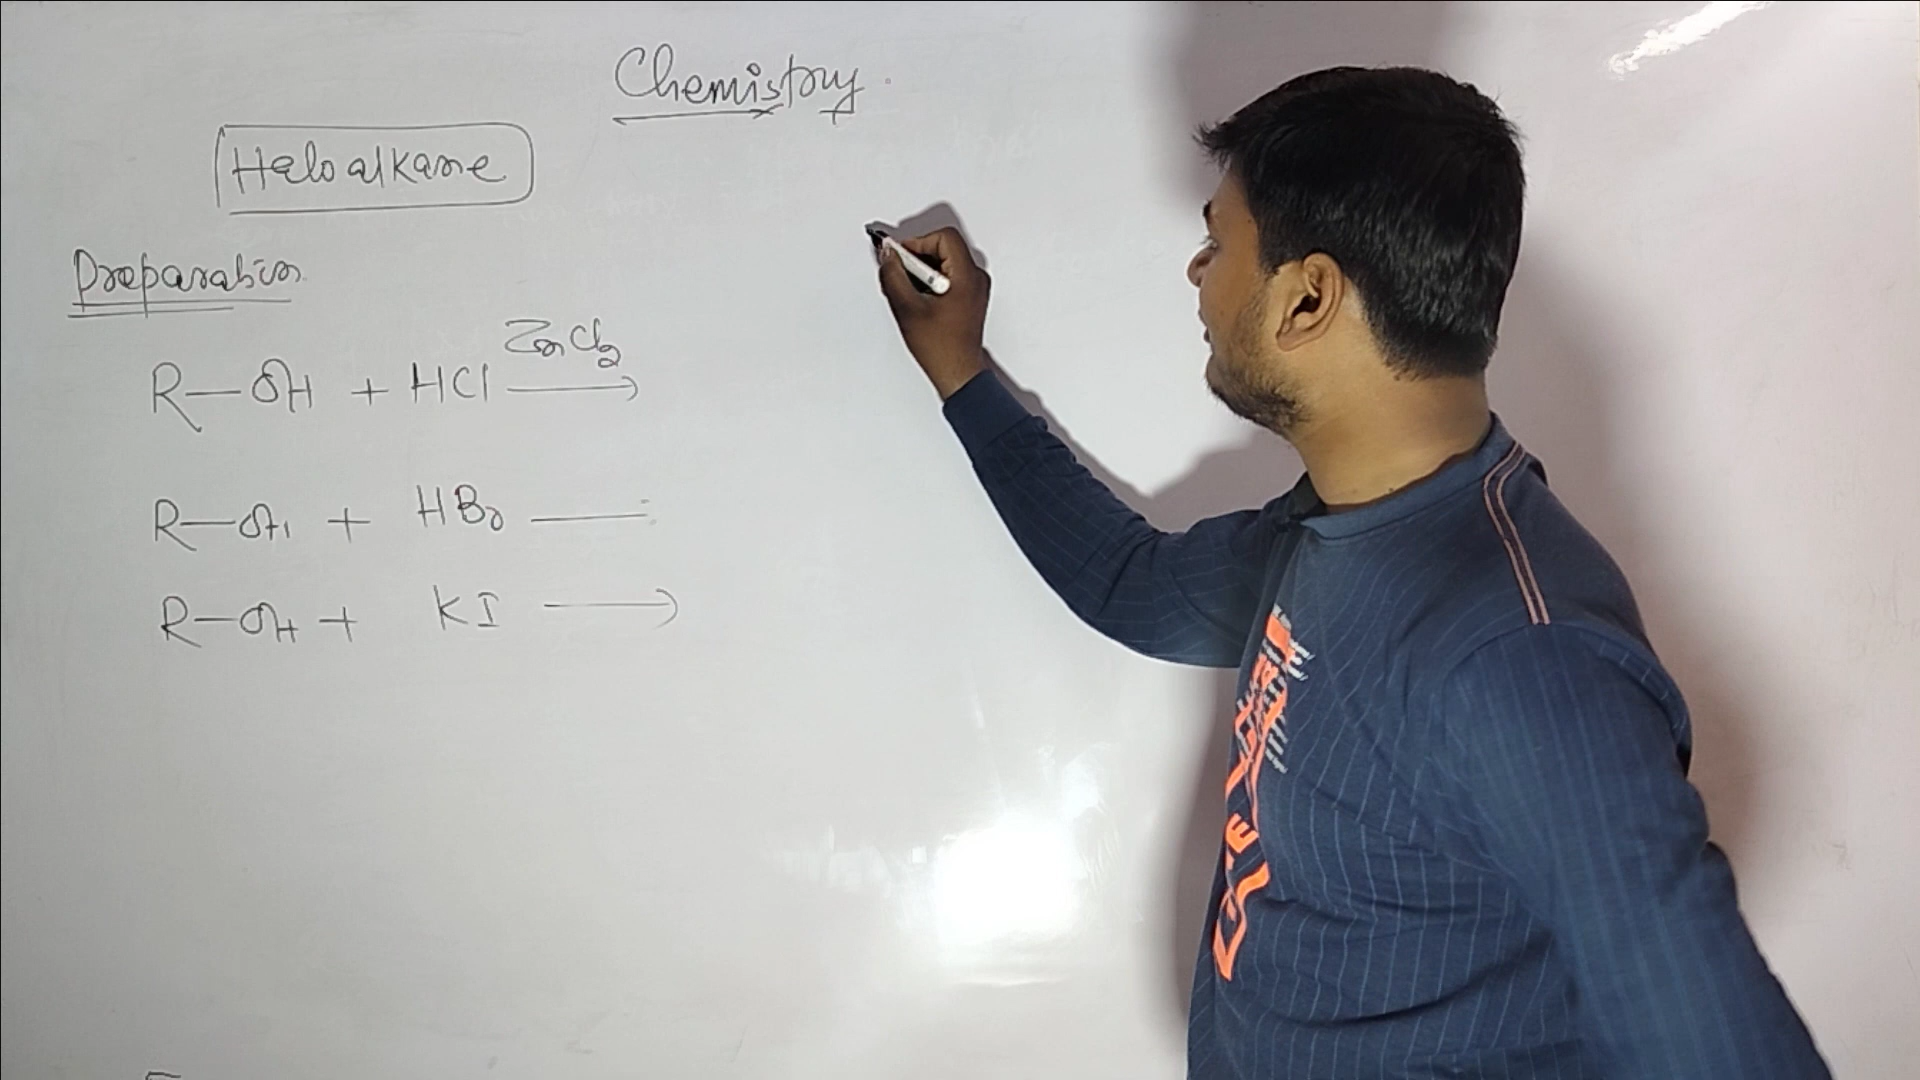 Chemistry
Haloalkane
Preparation
R—OH + HCl ZnCl2 →
R—OH + HBr —
R—OH + KI →